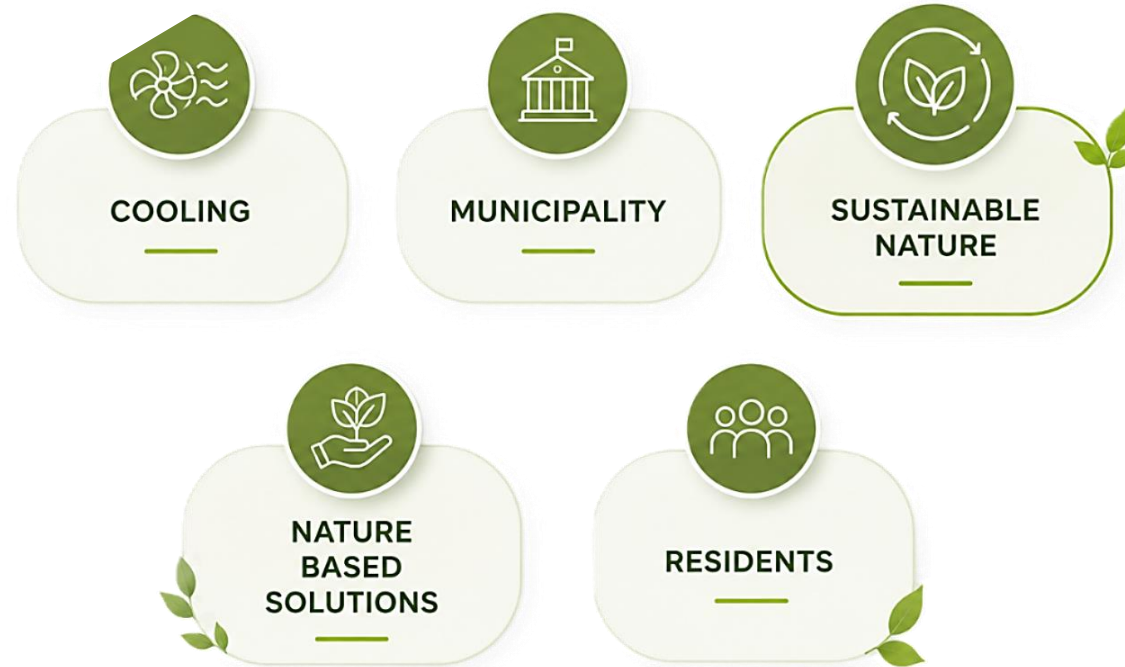 COOLING
MUNICIPALITY
SUSTAINABLE
NATURE
NATURE
BASED
SOLUTIONS
RESIDENTS